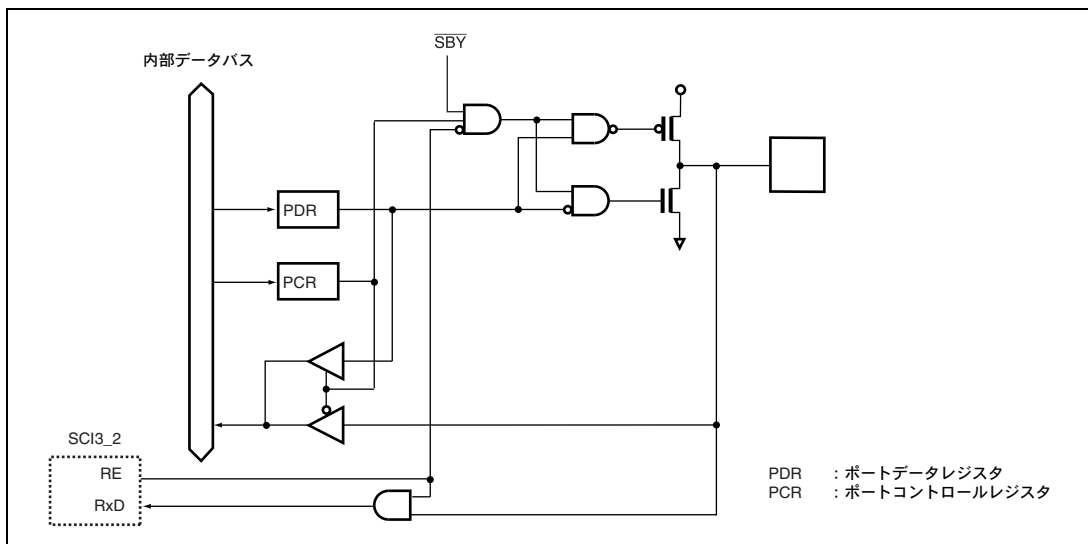 S̅B̅Y̅
内部データバス
PDR
PCR
SCI3_2
RE
RxD
PDR :ポートデータレジスタ
PCR :ポートコントロールレジスタ